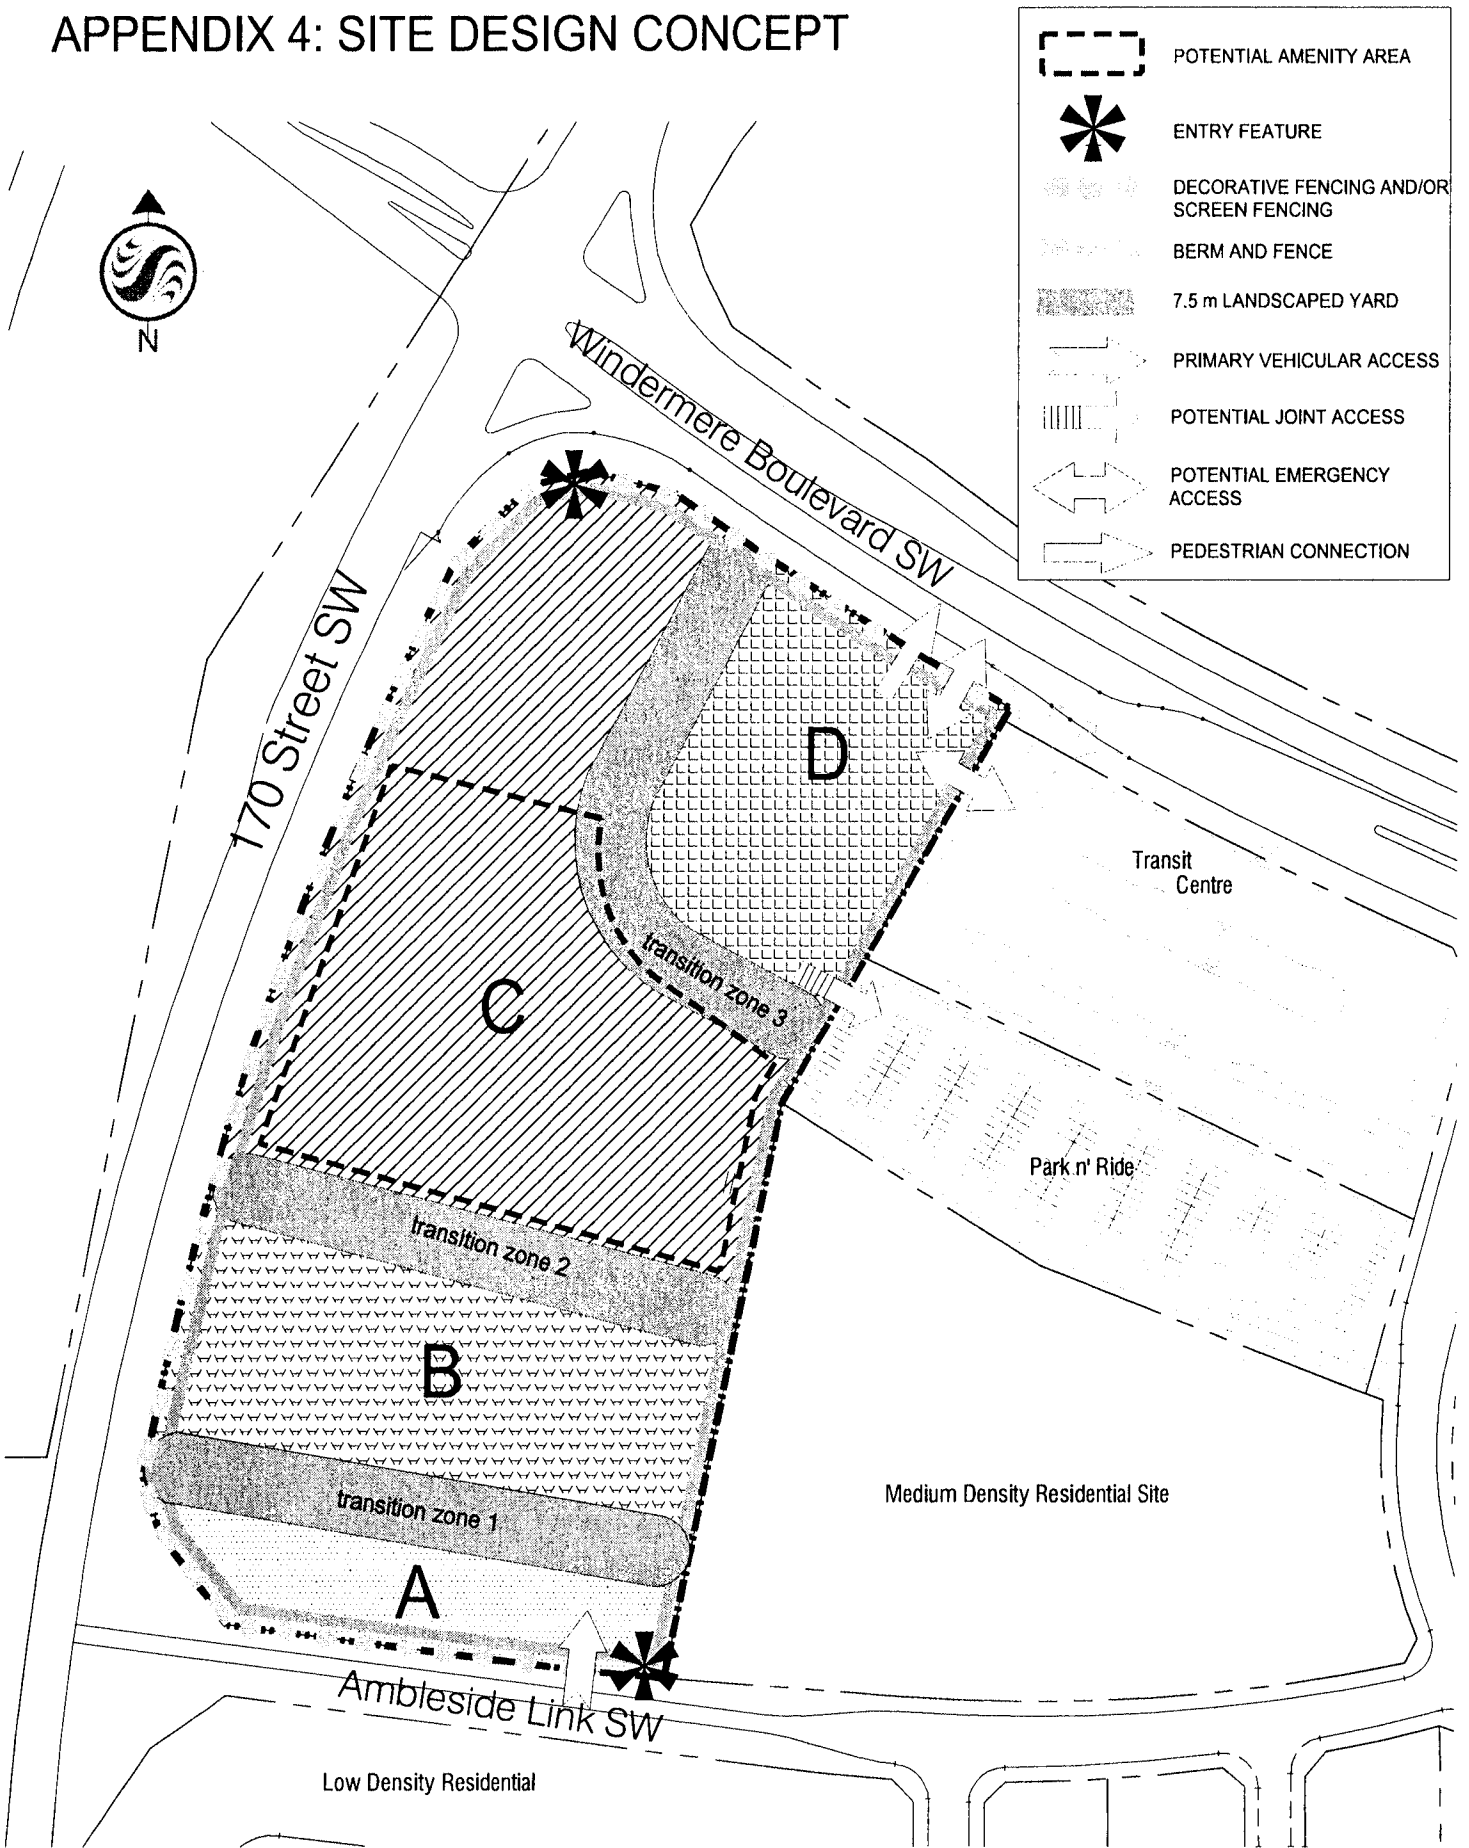 APPENDIX 4: SITE DESIGN CONCEPT
POTENTIAL AMENITY AREA
ENTRY FEATURE
DECORATIVE FENCING AND/OR
SCREEN FENCING
BERM AND FENCE
7.5 m LANDSCAPED YARD
PRIMARY VEHICULAR ACCESS
POTENTIAL JOINT ACCESS
POTENTIAL EMERGENCY
ACCESS
PEDESTRIAN CONNECTION
N
Windermere Boulevard SW
170 Street SW
D
Transit
Centre
transition zone 3
C
Park n' Ride
transition zone 2
B
Medium Density Residential Site
transition zone 1
A
Ambleside Link SW
Low Density Residential